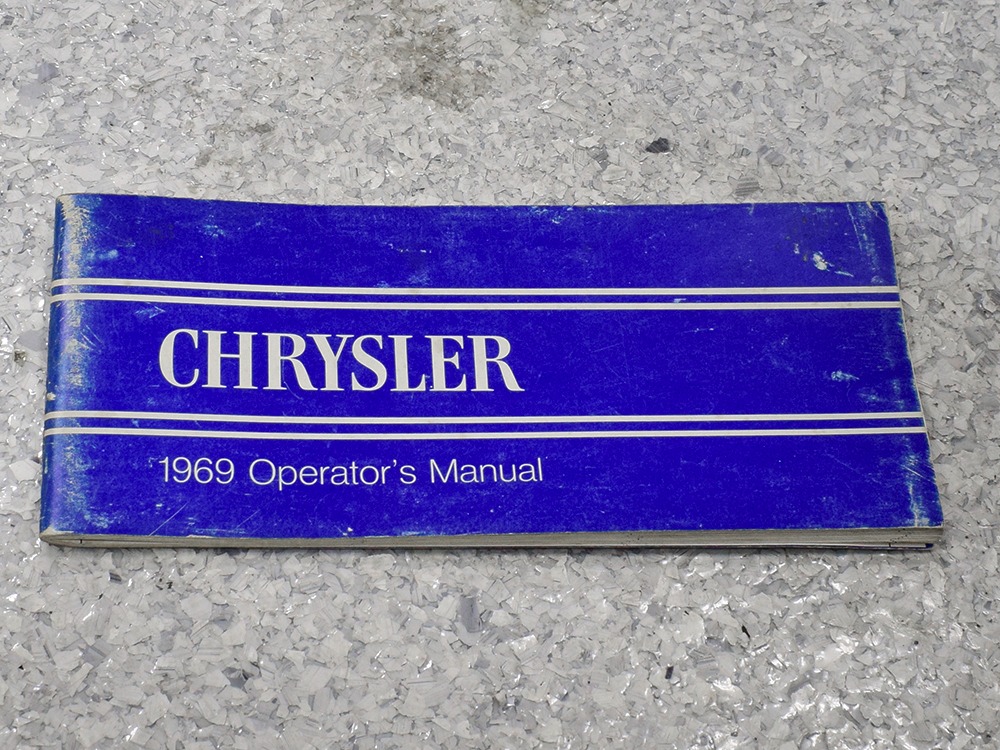 CHRYSLER
1969 Operator's Manual